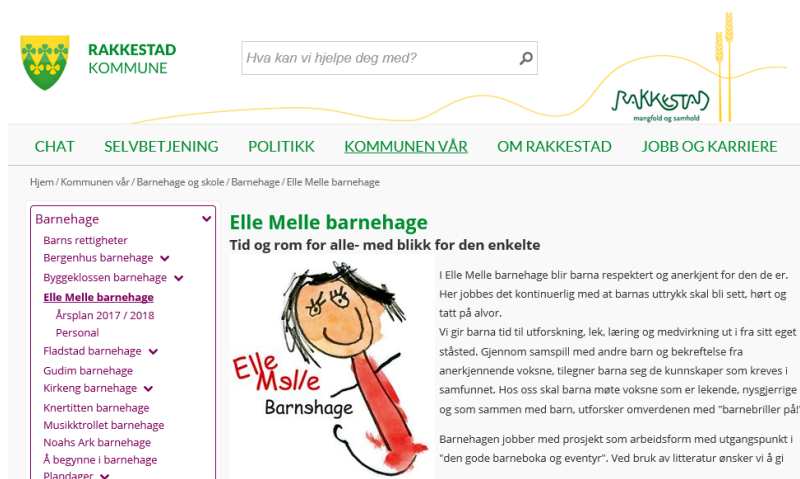 RAKKESTAD
KOMMUNE
Hva kan vi hjelpe deg med?
RAKKESTAD
mangfold og samhold
CHAT SELVBETJENING POLITIKK KOMMUNEN VÅR OM RAKKESTAD JOBB OG KARRIERE
Hjem / Kommunen vår / Barnehage og skole / Barnehage / Elle Melle barnehage
Barnehage
Barns rettigheter
Bergenhus barnehage
Byggeklossen barnehage
Elle Melle barnehage
Årsplan 2017 / 2018
Personal
Fladstad barnehage
Gudim barnehage
Kirkeng barnehage
Knertitten barnehage
Musikktrollet barnehage
Noahs Ark barnehage
Å begynne i barnehage
Plandager
Elle Melle barnehage
Tid og rom for alle- med blikk for den enkelte
Elle
Melle
Barnehage
I Elle Melle barnehage blir barna respektert og anerkjent for den de er.
Her jobbes det kontinuerlig med at barnas uttrykk skal bli sett, hørt og
tatt på alvor.
Vi gir barna tid til utforskning, lek, læring og medvirkning ut i fra sitt eget
ståsted. Gjennom samspill med andre barn og bekreftelse fra
anerkjennende voksne, tilegner barna seg de kunnskaper som kreves i
samfunnet. Hos oss skal barna møte voksne som er lekende, nysgjerrige
og som sammen med barn, utforsker omverdenen med "barnebriller på!"
Barnehagen jobber med prosjekt som arbeidsform med utgangspunkt i
"den gode barneboka og eventyr". Ved bruk av litteratur ønsker vi å gi